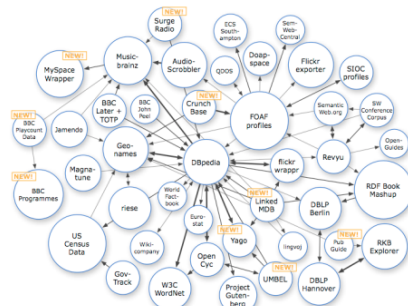 NEW!
Surge
Radio
ECS
South-
ampton
Sem-
Web-
Central
NEW!
MySpace
Wrapper
Music-
brainz
Audio-
Scrobbler
QDOS
Doap-
space
Flickr
exporter
SIOC
profiles
NEW!
BBC
Playcount
Data
Jamendo
BBC
Later +
TOTP
BBC
John
Peel
NEW!
Crunch
Base
FOAF
profiles
Semantic
Web.org
SW
Conference
Corpus
Open-
Guides
Geo-
names
DBpedia
flickr
wrappr
Revyu
NEW!
BBC
Programmes
Magna-
tune
riese
World
Fact-
book
NEW!
Linked
MDB
RDF Book
Mashup
US
Census
Data
Euro-
stat
NEW!
Yago
lingvoj
DBLP
Berlin
Wiki-
company
Open
Cyc
NEW!
UMBEL
NEW!
Pub
Guide
RKB
Explorer
Gov-
Track
W3C
WordNet
Project
Guten-
berg
DBLP
Hannover